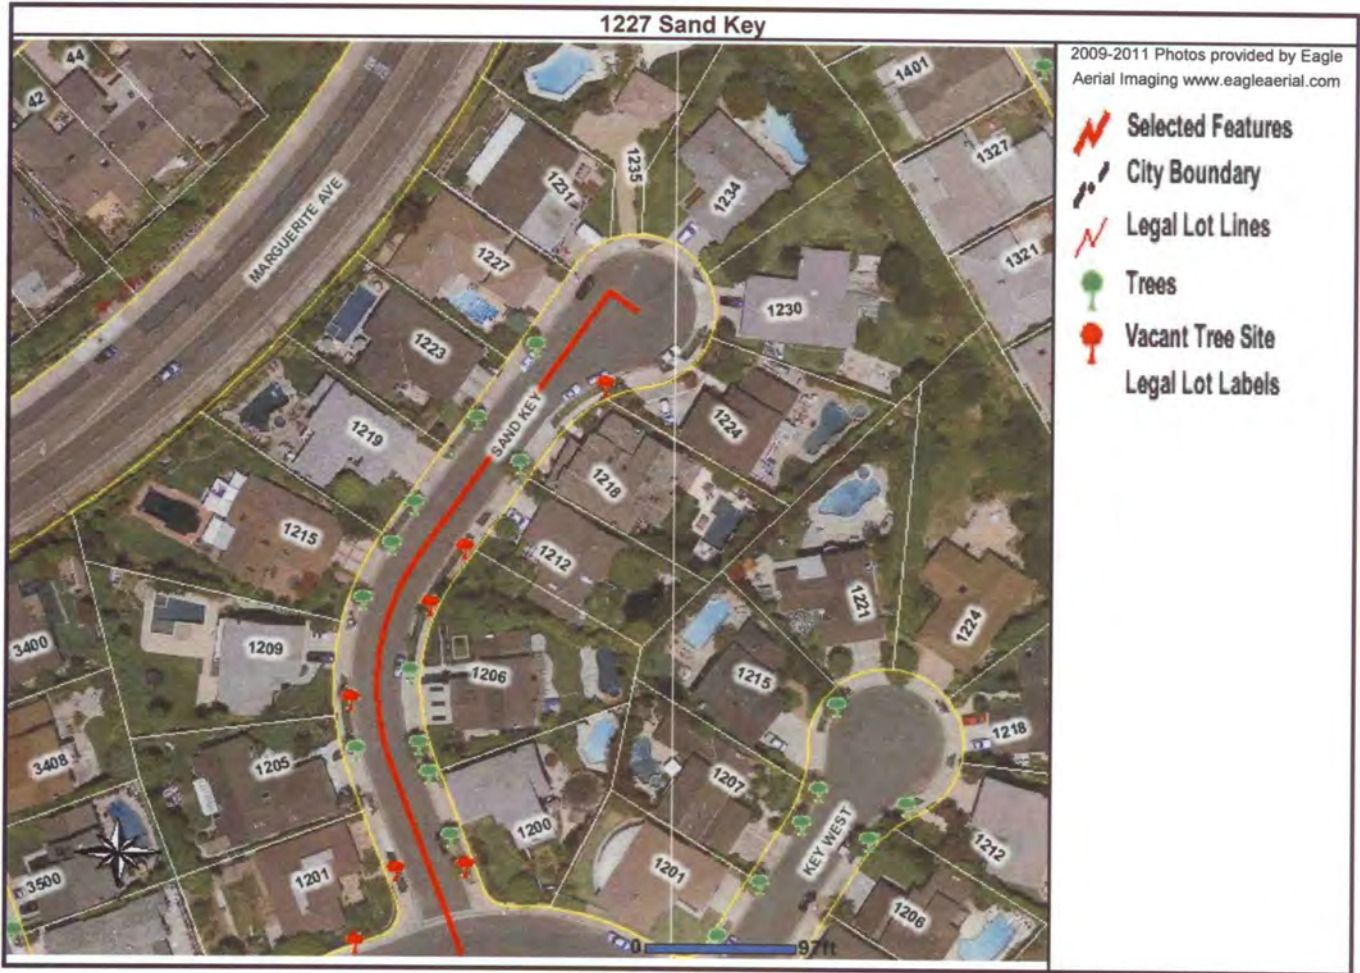 1227 Sand Key
2009-2011 Photos provided by Eagle
Aerial Imaging www.eagleaerial.com
Selected Features
City Boundary
Legal Lot Lines
Trees
Vacant Tree Site
Legal Lot Labels
44
42
MARGUERITE AVE
1401
1327
1321
1235
1231
1234
1227
1230
1223
1224
SAND KEY
1219
1218
1215
1212
1221
1224
3400
1209
1206
1215
1218
3408
1205
1207
1200
KEY WEST
1212
3500
1201
1201
1206
0
97ft